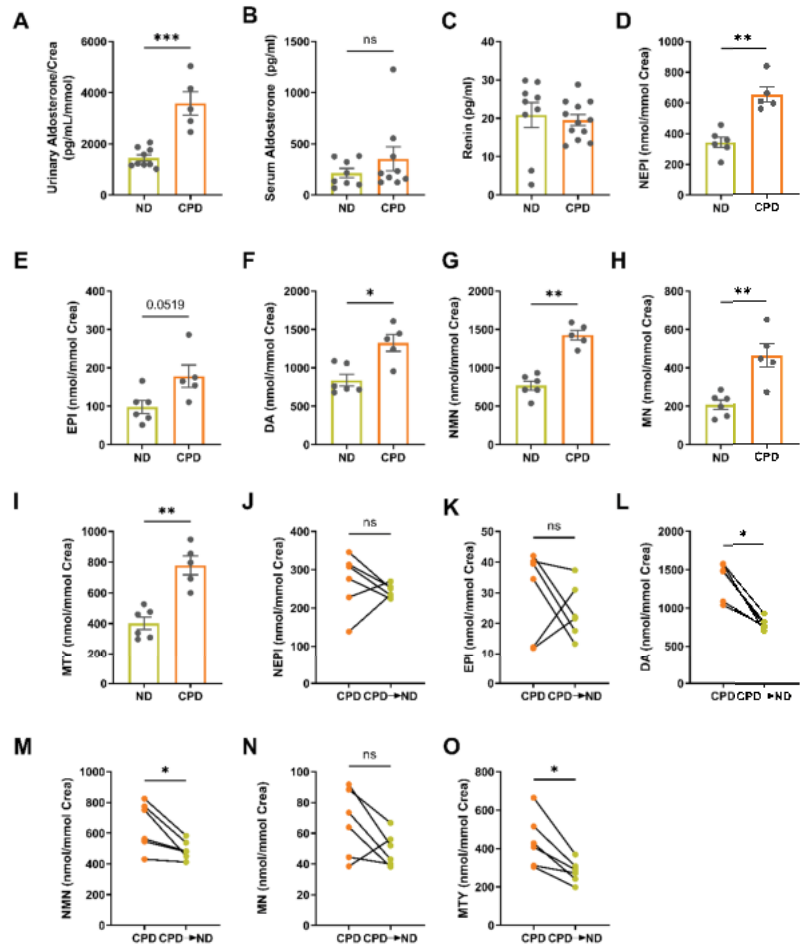 A
Urinary Aldosterone/Crea
(pg/mL/mmol)
6000
4000
2000
0
***
ND
CPD
B
Serum Aldosterone (pg/ml)
1500
1000
500
0
ns
ND
CPD
C
Renin (pg/ml)
40
30
20
10
0
ND
CPD
D
NEPI (nmol/mmol Crea)
1000
800
600
400
200
0
**
ND
CPD
E
EPI (nmol/mmol Crea)
400
300
200
100
0
0.0519
ND
CPD
F
DA (nmol/mmol Crea)
2000
1500
1000
500
0
*
ND
CPD
G
NMN (nmol/mmol Crea)
2000
1500
1000
500
0
**
ND
CPD
H
MN (nmol/mmol Crea)
800
600
400
200
0
**
ND
CPD
I
MTY (nmol/mmol Crea)
1000
800
600
400
200
0
**
ND
CPD
J
NEPI (nmol/mmol Crea)
400
300
200
100
0
ns
CPD CPD→ND
K
EPI (nmol/mmol Crea)
50
40
30
20
10
0
ns
CPD CPD→ND
L
DA (nmol/mmol Crea)
2000
1500
1000
500
0
*
CPD CPD→ND
M
NMN (nmol/mmol Crea)
1000
800
600
400
200
0
*
CPD CPD→ND
N
MN (nmol/mmol Crea)
100
80
60
40
20
0
ns
CPD CPD→ND
O
MTY (nmol/mmol Crea)
800
600
400
200
0
*
CPD CPD→ND